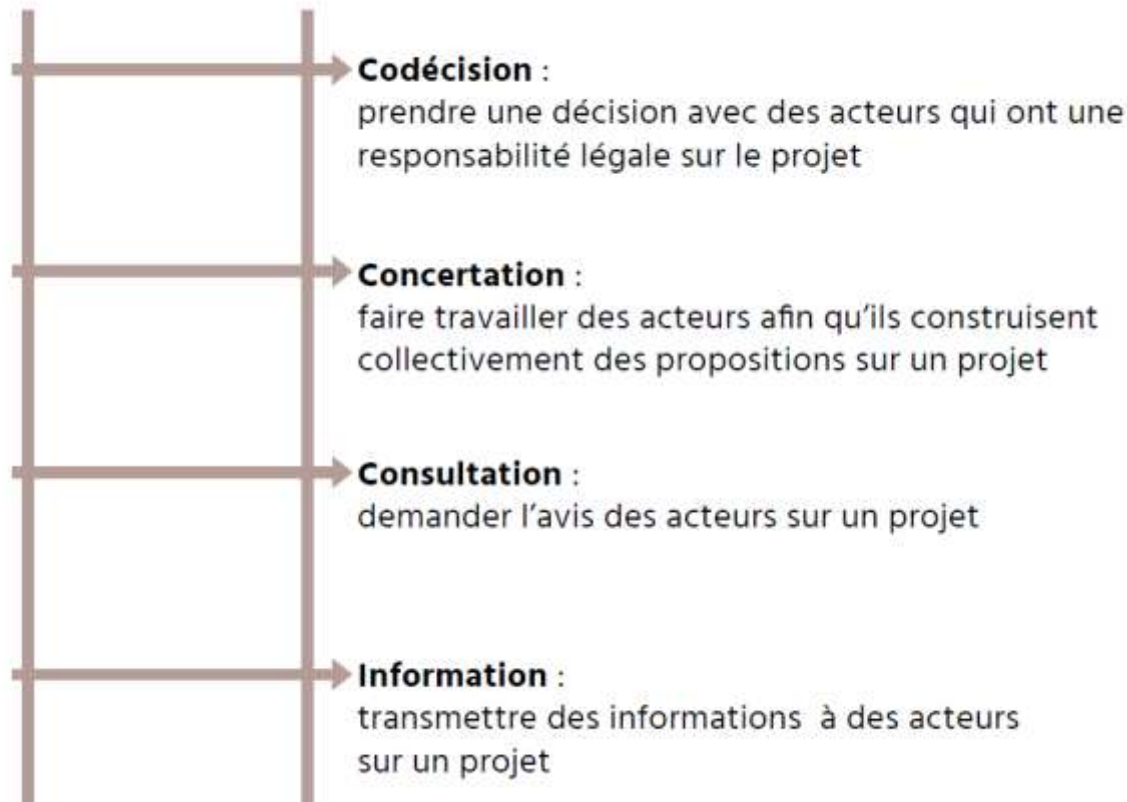 Codécision :
prendre une décision avec des acteurs qui ont une
responsabilité légale sur le projet
Concertation :
faire travailler des acteurs afin qu'ils construisent
collectivement des propositions sur un projet
Consultation :
demander l'avis des acteurs sur un projet
Information :
transmettre des informations à des acteurs
sur un projet